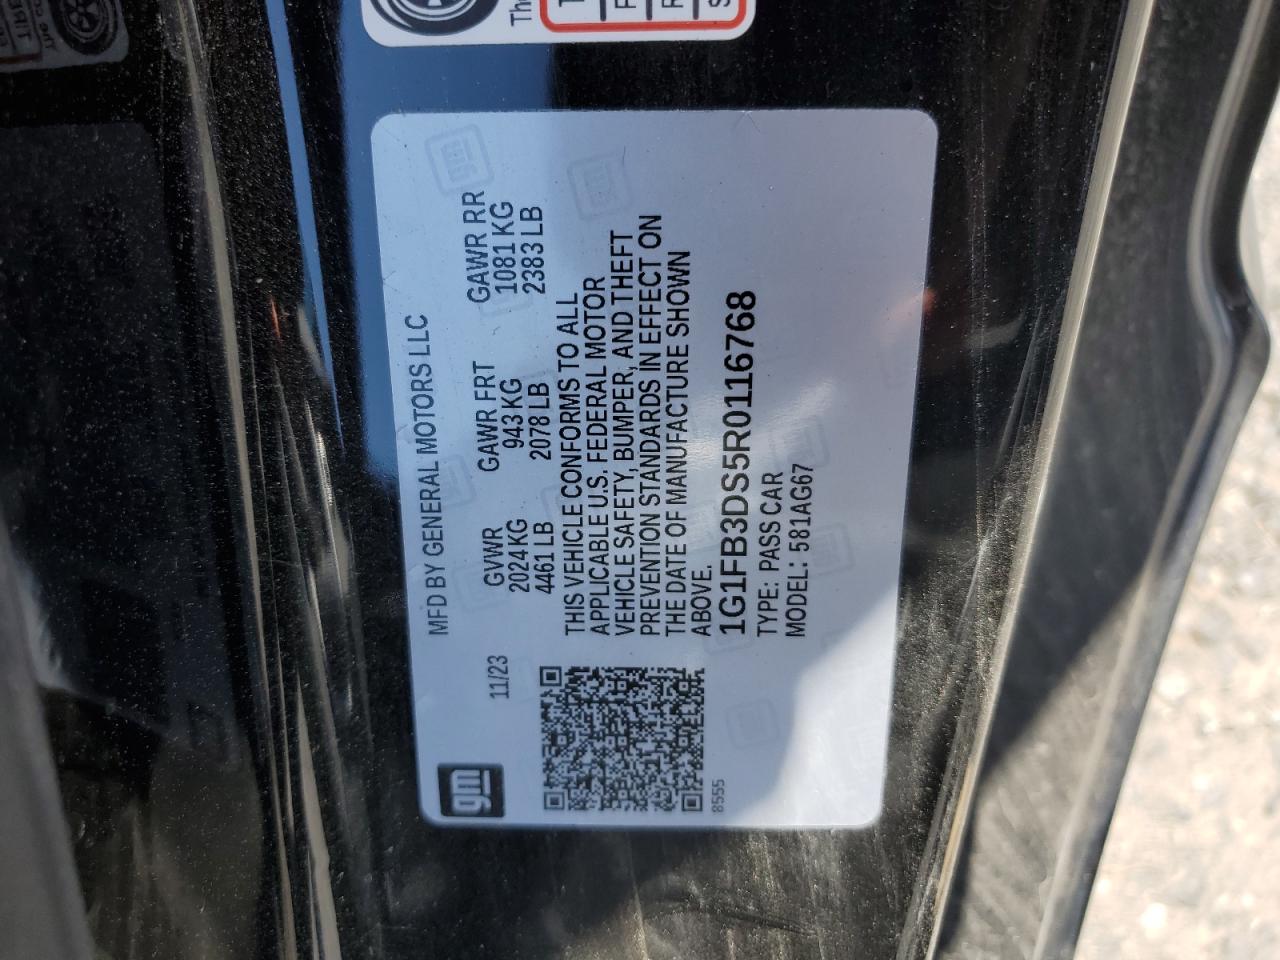 gm
MFD BY GENERAL MOTORS LLC
11/23
GVWR GAWR FRT GAWR RR
2024 KG 943 KG 1081 KG
4461 LB 2078 LB 2383 LB
THIS VEHICLE CONFORMS TO ALL
APPLICABLE U.S. FEDERAL MOTOR
VEHICLE SAFETY, BUMPER, AND THEFT
PREVENTION STANDARDS IN EFFECT ON
THE DATE OF MANUFACTURE SHOWN
ABOVE.
1G1FB3DS5R0116768
TYPE: PASS CAR
MODEL: 581AG67
8555